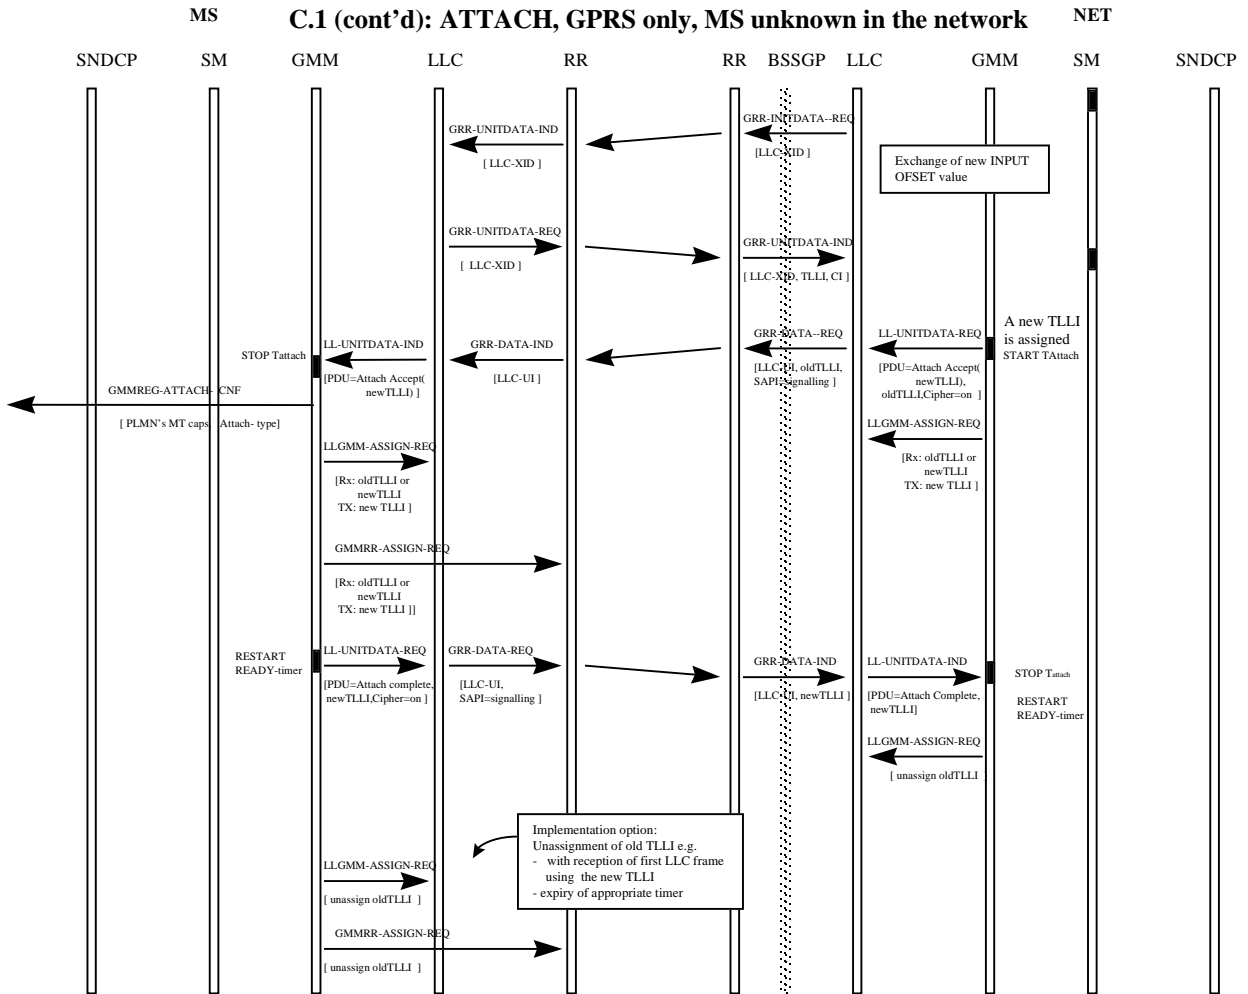 MS
C.1 (cont'd): ATTACH, GPRS only, MS unknown in the network
NET
SNDCP SM GMM LLC RR RR BSSGP LLC GMM SM SNDCP
GRR-UNITDATA-IND
[ LLC-XID ]
GRR-INITDATA--REQ
[LLC-XID ]
Exchange of new INPUT
OFSET value
GRR-UNITDATA-REQ
[ LLC-XID ]
GRR-UNITDATA-IND
[ LLC-XID, TLLI, CI ]
A new TLLI
is assigned
START TAttach
LL-UNITDATA-REQ
[PDU=Attach Accept(
newTLLI),
oldTLLI,Cipher=on ]
GRR-DATA--REQ
[LLC-UI, oldTLLI,
SAPI=signalling ]
GRR-DATA-IND
[LLC-UI ]
LL-UNITDATA-IND
[PDU=Attach Accept(
newTLLI) ]
STOP Tattach
GMMREG-ATTACH- CNF
[ PLMN's MT caps, Attach- type]
LLGMM-ASSIGN-REQ
[Rx: oldTLLI or
newTLLI
TX: new TLLI ]
LLGMM-ASSIGN-REQ
[Rx: oldTLLI or
newTLLI
TX: new TLLI ]
GMMRR-ASSIGN-REQ
[Rx: oldTLLI or
newTLLI
TX: new TLLI ]]
RESTART
READY-timer
LL-UNITDATA-REQ
[PDU=Attach complete,
newTLLI,Cipher=on ]
GRR-DATA-REQ
[LLC-UI,
SAPI=signalling ]
GRR-DATA-IND
[LLC-UI, newTLLI ]
LL-UNITDATA-IND
[PDU=Attach Complete,
newTLLI]
STOP Tattach
RESTART
READY-timer
LLGMM-ASSIGN-REQ
[ unassign oldTLLI ]
Implementation option:
Unassignment of old TLLI e.g.
- with reception of first LLC frame
using the new TLLI
- expiry of appropriate timer
LLGMM-ASSIGN-REQ
[ unassign oldTLLI ]
GMMRR-ASSIGN-REQ
[ unassign oldTLLI ]